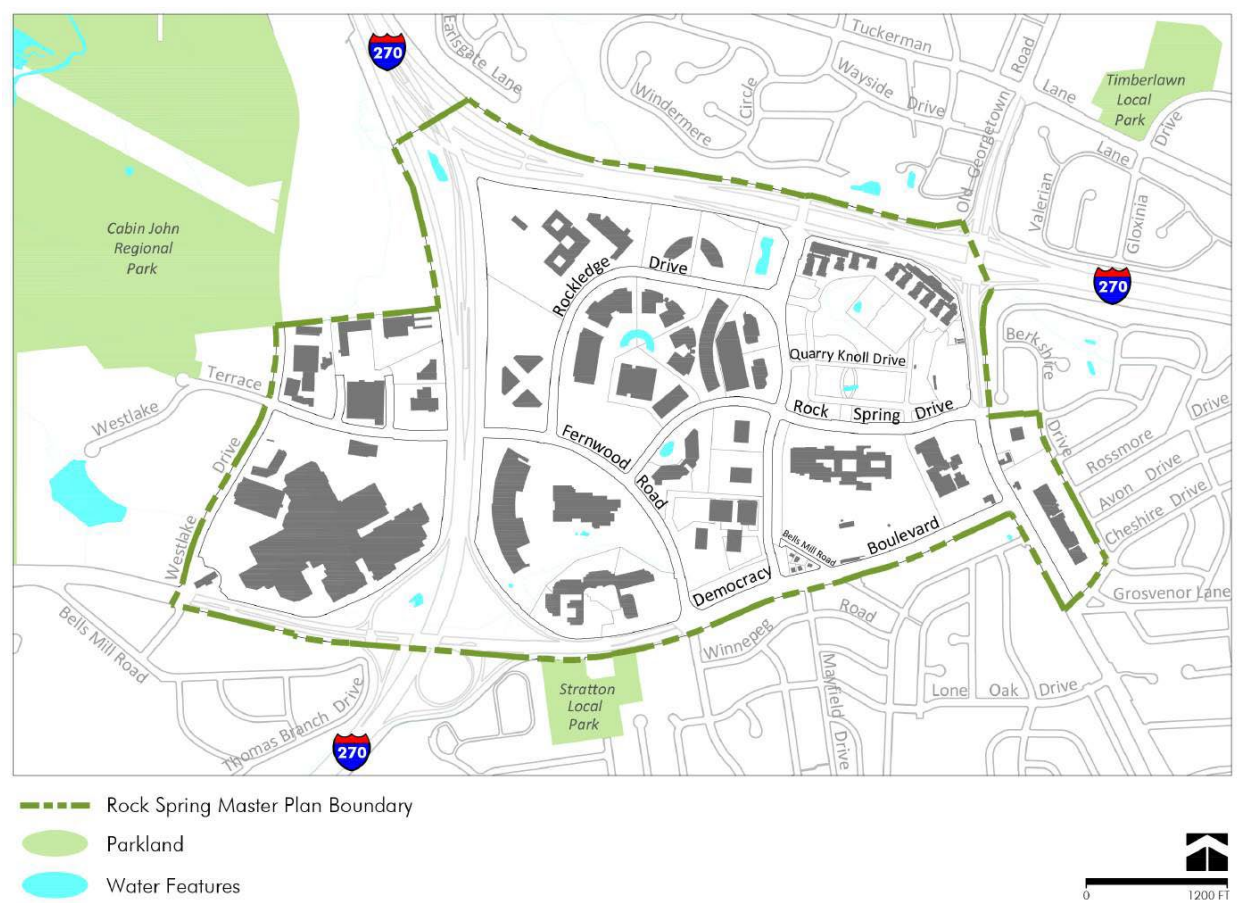 270
Earlsgate Lane
Tuckerman
Road
Lane
Timberlawn
Local
Park
Wayside Drive
Windermere
Circle
Old Georgetown
Lane
Drive
Valerian
Gloxinia
Cabin John
Regional
Park
Rockledge
Drive
270
Berkshire
Drive
Quarry Knoll Drive
Terrace
Westlake
Rock Spring Drive
Drive
Rossmore
Fernwood
Road
Avon Drive
Cheshire Drive
Drive
Westlake
Bells Mill Road
Boulevard
Democracy
Grosvenor Lane
Bells Mill Road
Road
Winnepeg
Stratton
Local
Park
Lone Oak Drive
Mayfield Drive
Thomas Branch Drive
270
Rock Spring Master Plan Boundary
Parkland
Water Features
0 1200 FT